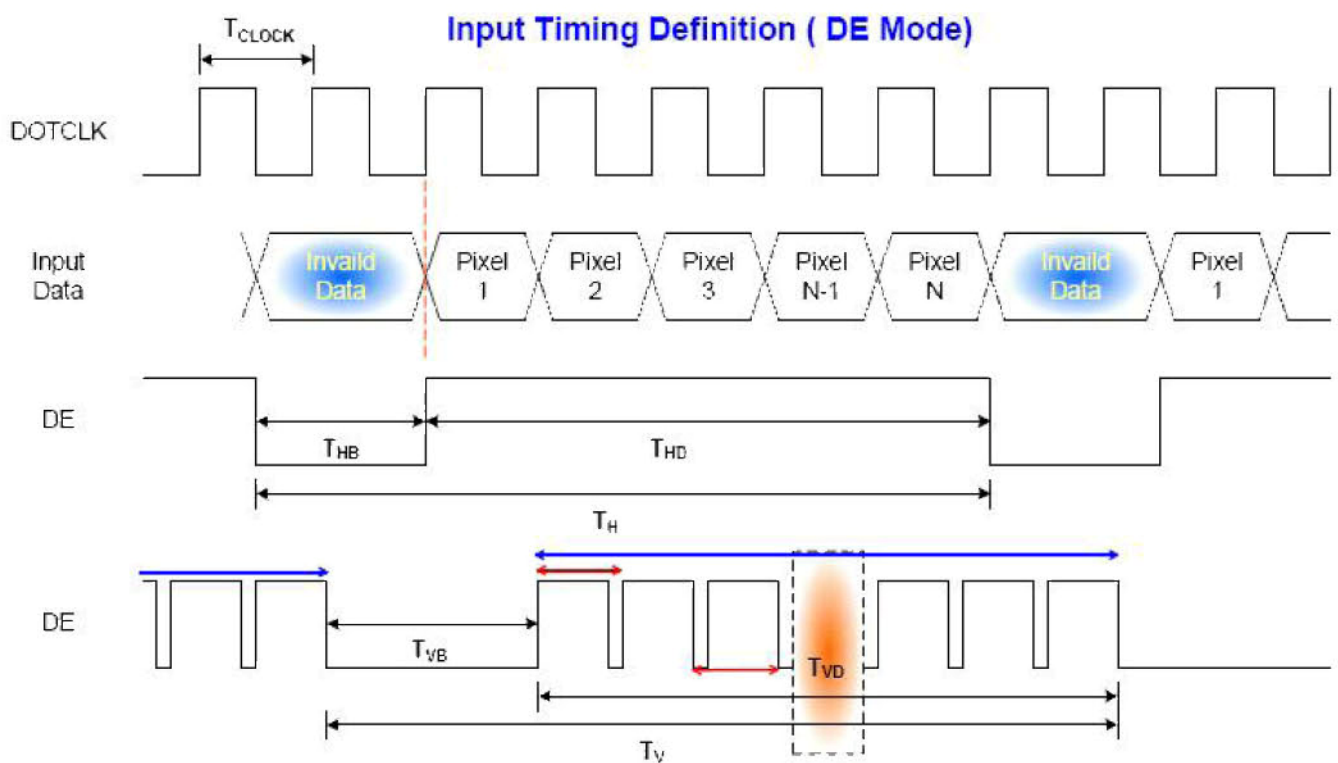 Input Timing Definition ( DE Mode)
TCLOCK
DOTCLK
Input
Data
Invaild
Data
Pixel
1
Pixel
2
Pixel
3
Pixel
N-1
Pixel
N
Invaild
Data
Pixel
1
DE
THB
THD
TH
DE
TVB
TVD
TV